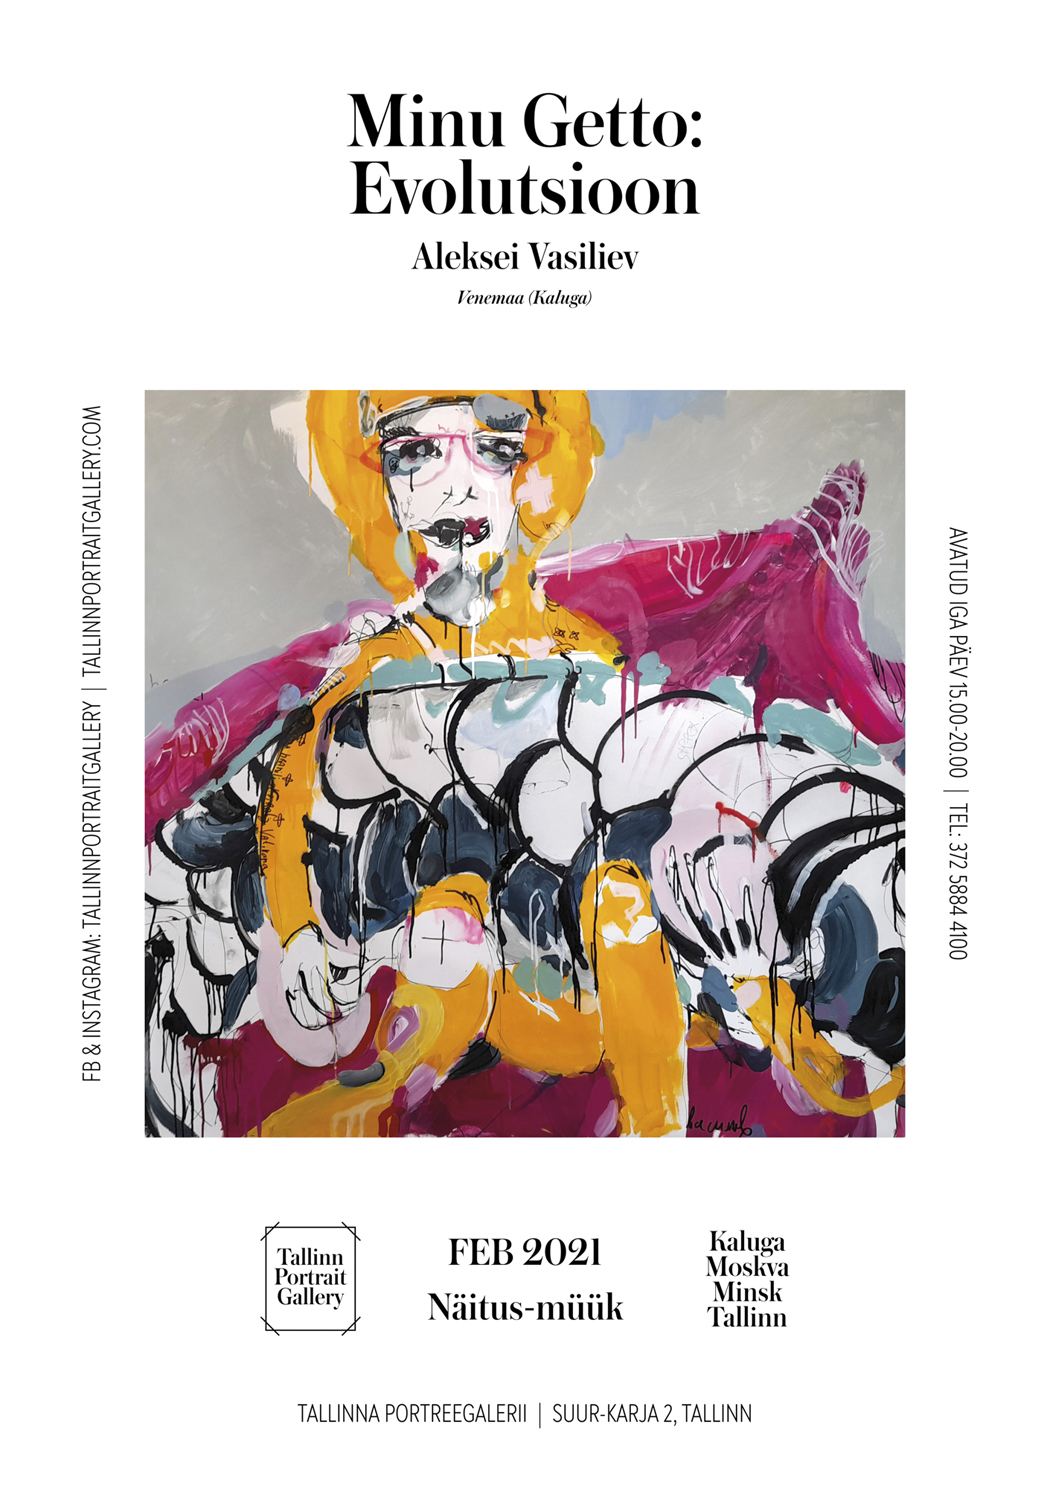 Minu Getto:
Evolutsioon
Aleksei Vasiliev
Venemaa (Kaluga)
FB & INSTAGRAM: TALLINNPORTRAITGALLERY | TALLINNPORTRAITGALLERY.COM
AVATUD IGA PÄEV 15.00-20.00 | TEL: 372 5884 4100
Tallinn
Portrait
Gallery
FEB 2021
Näitus-müük
Kaluga
Moskva
Minsk
Tallinn
TALLINNA PORTREEGALERII | SUUR-KARJA 2, TALLINN